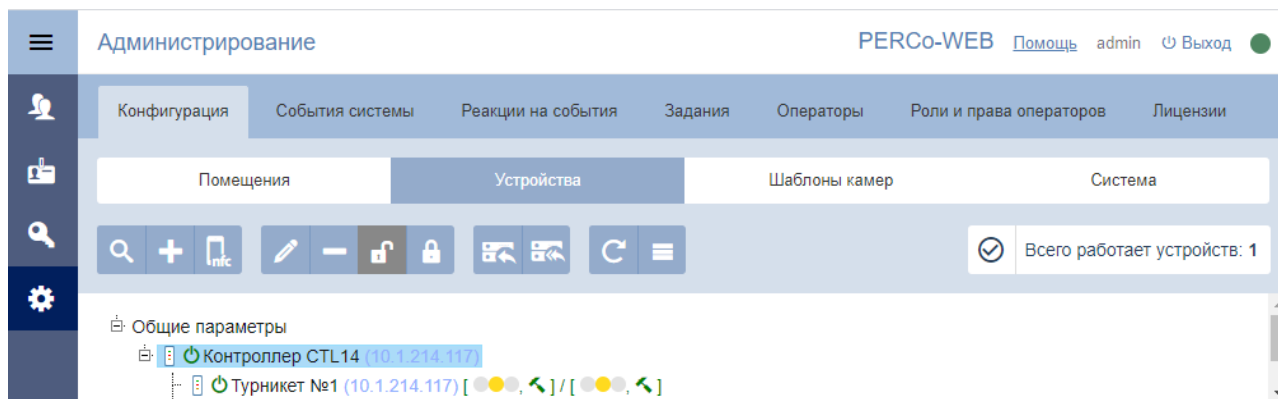 Администрирование PERCo-WEB Помощь admin Выход
Конфигурация События системы Реакции на события Задания Операторы Роли и права операторов Лицензии
Помещения Устройства Шаблоны камер Система
nfc Всего работает устройств: 1
Общие параметры
Контроллер CTL14 (10.1.214.117)
Турникет №1 (10.1.214.117) [ , ] / [ , ]